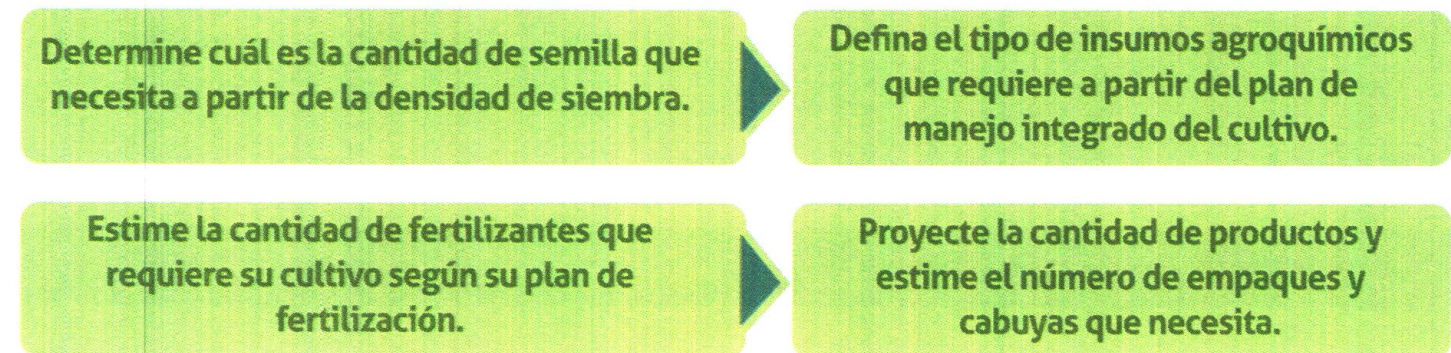 Determine cuál es la cantidad de semilla que
necesita a partir de la densidad de siembra.
Defina el tipo de insumos agroquímicos
que requiere a partir del plan de
manejo integrado del cultivo.
Estime la cantidad de fertilizantes que
requiere su cultivo según su plan de
fertilización.
Proyecte la cantidad de productos y
estime el número de empaques y
cabuyas que necesita.